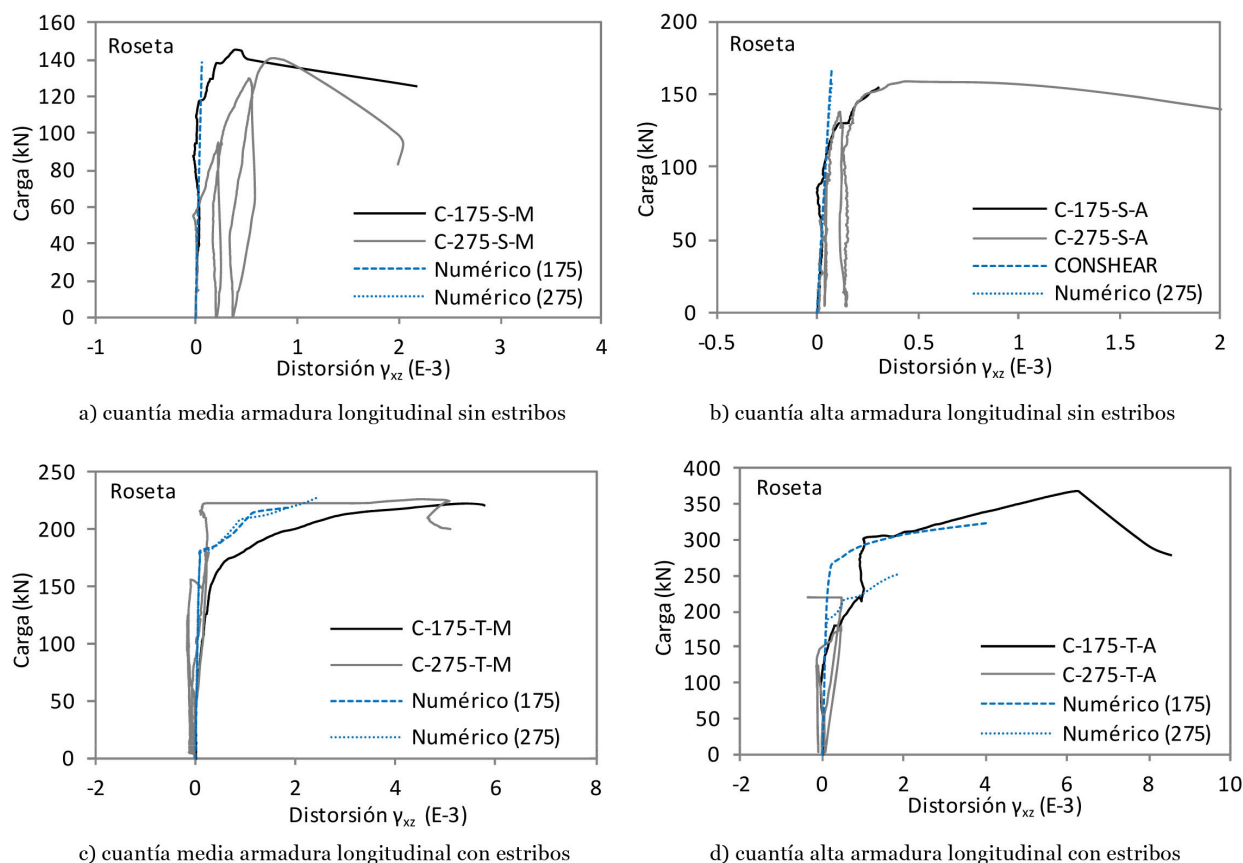 160
140
120
100
80
60
40
20
0
Carga (kN)
Roseta
C-175-S-M
C-275-S-M
Numérico (175)
Numérico (275)
-1
0
1
2
3
4
Distorsión γxz (E-3)
a) cuantía media armadura longitudinal sin estribos
200
150
100
50
0
Carga (kN)
Roseta
C-175-S-A
C-275-S-A
CONSHEAR
Numérico (275)
-0.5
0
0.5
1
1.5
2
Distorsión γxz (E-3)
b) cuantía alta armadura longitudinal sin estribos
250
200
150
100
50
0
Carga (kN)
Roseta
C-175-T-M
C-275-T-M
Numérico (175)
Numérico (275)
-2
0
2
4
6
8
Distorsión γxz (E-3)
c) cuantía media armadura longitudinal con estribos
400
350
300
250
200
150
100
50
0
Carga (kN)
Roseta
C-175-T-A
C-275-T-A
Numérico (175)
Numérico (275)
-2
0
2
4
6
8
10
Distorsión γxz (E-3)
d) cuantía alta armadura longitudinal con estribos